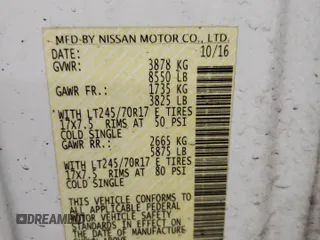 MFD-BY NISSAN MOTOR CO., LTD.
DATE: 10/16
GVWR: 3878 KG
8550 LB
GAWR FR: 1735 KG
3825 LB
WITH LT245/70R17 E TIRES
17X7.5 RIMS AT 50 PSI
COLD SINGLE
GAWR RR: 2665 KG
5875 LB
WITH LT245/70R17 E TIRES
17X7.5 RIMS AT 80 PSI
COLD SINGLE
THIS VEHICLE CONFORMS TO
ALL APPLICABLE FEDERAL
MOTOR VEHICLE SAFETY
STANDARDS IN EFFECT ON
THE DATE OF MANU